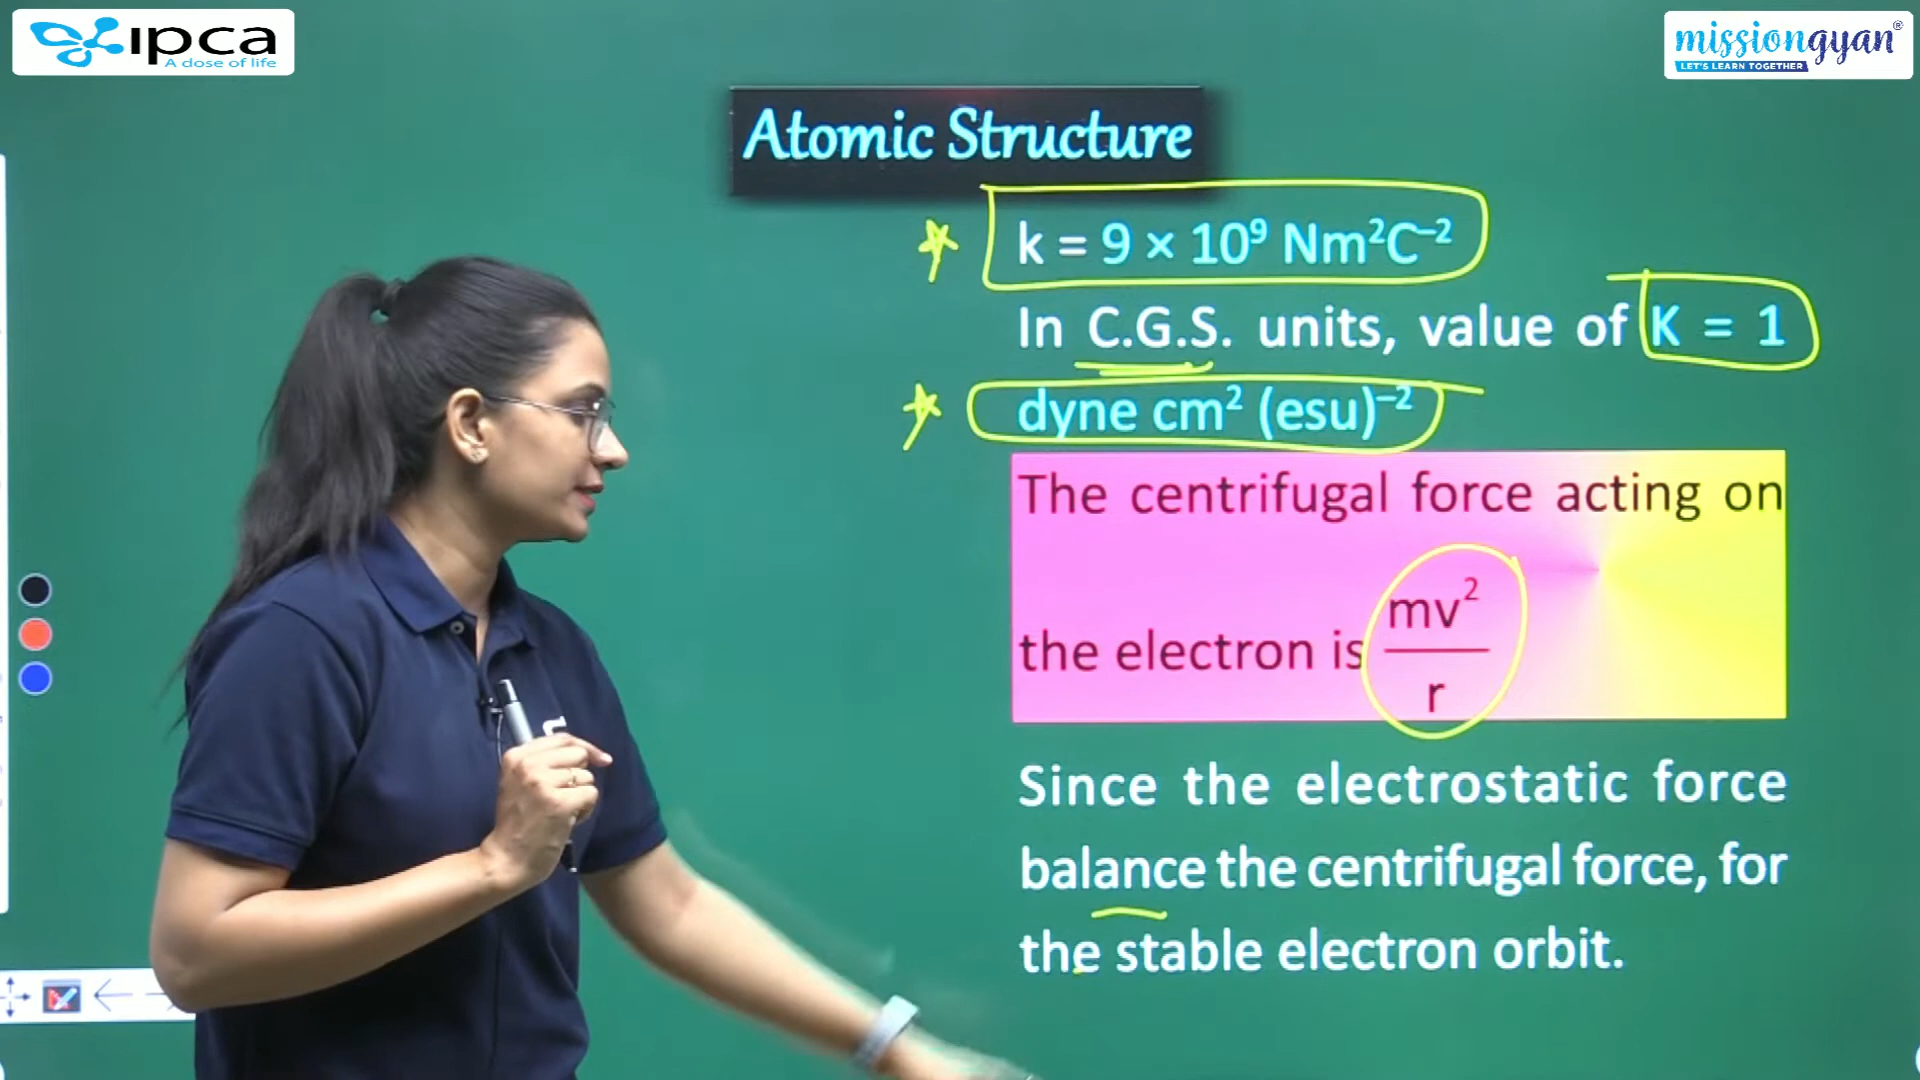 ipca
A dose of life
missiongyan®
LET'S LEARN TOGETHER
Atomic Structure
k = 9 × 10⁹ Nm²C⁻²
In C.G.S. units, value of K = 1
dyne cm² (esu)⁻²
The centrifugal force acting on
the electron is mv²/r
Since the electrostatic force
balance the centrifugal force, for
the stable electron orbit.